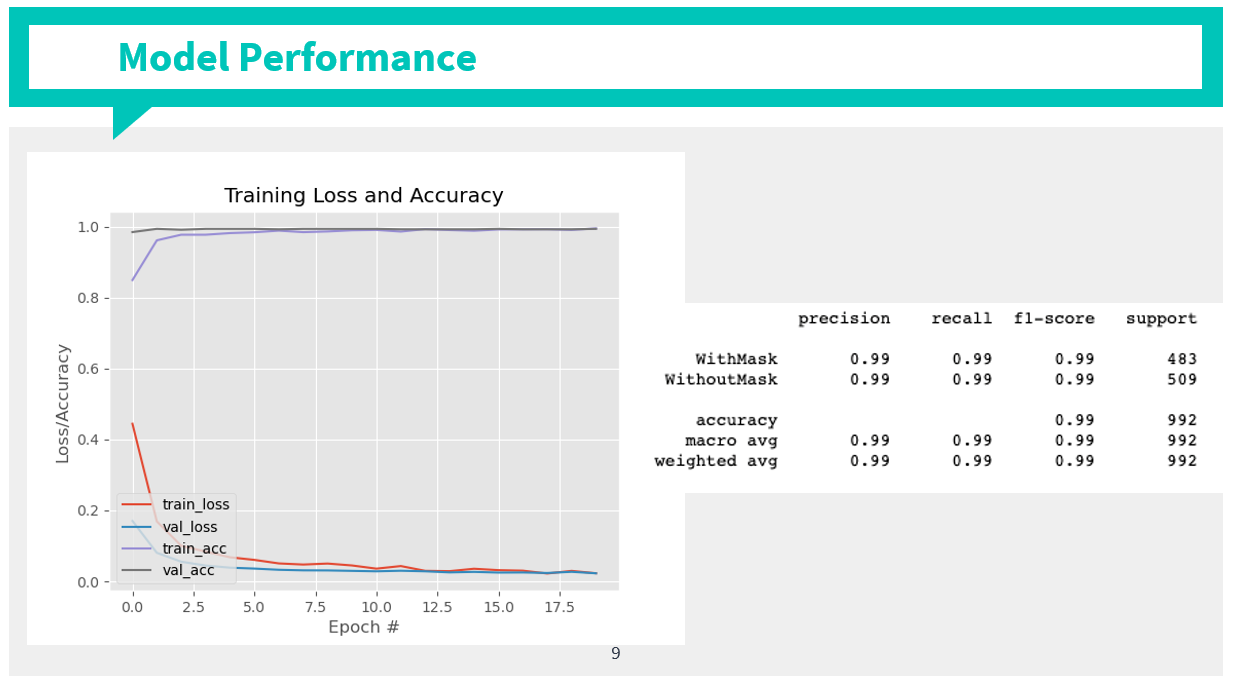 Model Performance
Training Loss and Accuracy
1.0
0.8
0.6
0.4
0.2
0.0
Loss/Accuracy
train_loss
val_loss
train_acc
val_acc
0.0 2.5 5.0 7.5 10.0 12.5 15.0 17.5
Epoch #
precision recall f1-score support
WithMask 0.99 0.99 0.99 483
WithoutMask 0.99 0.99 0.99 509
accuracy 0.99 992
macro avg 0.99 0.99 0.99 992
weighted avg 0.99 0.99 0.99 992
9